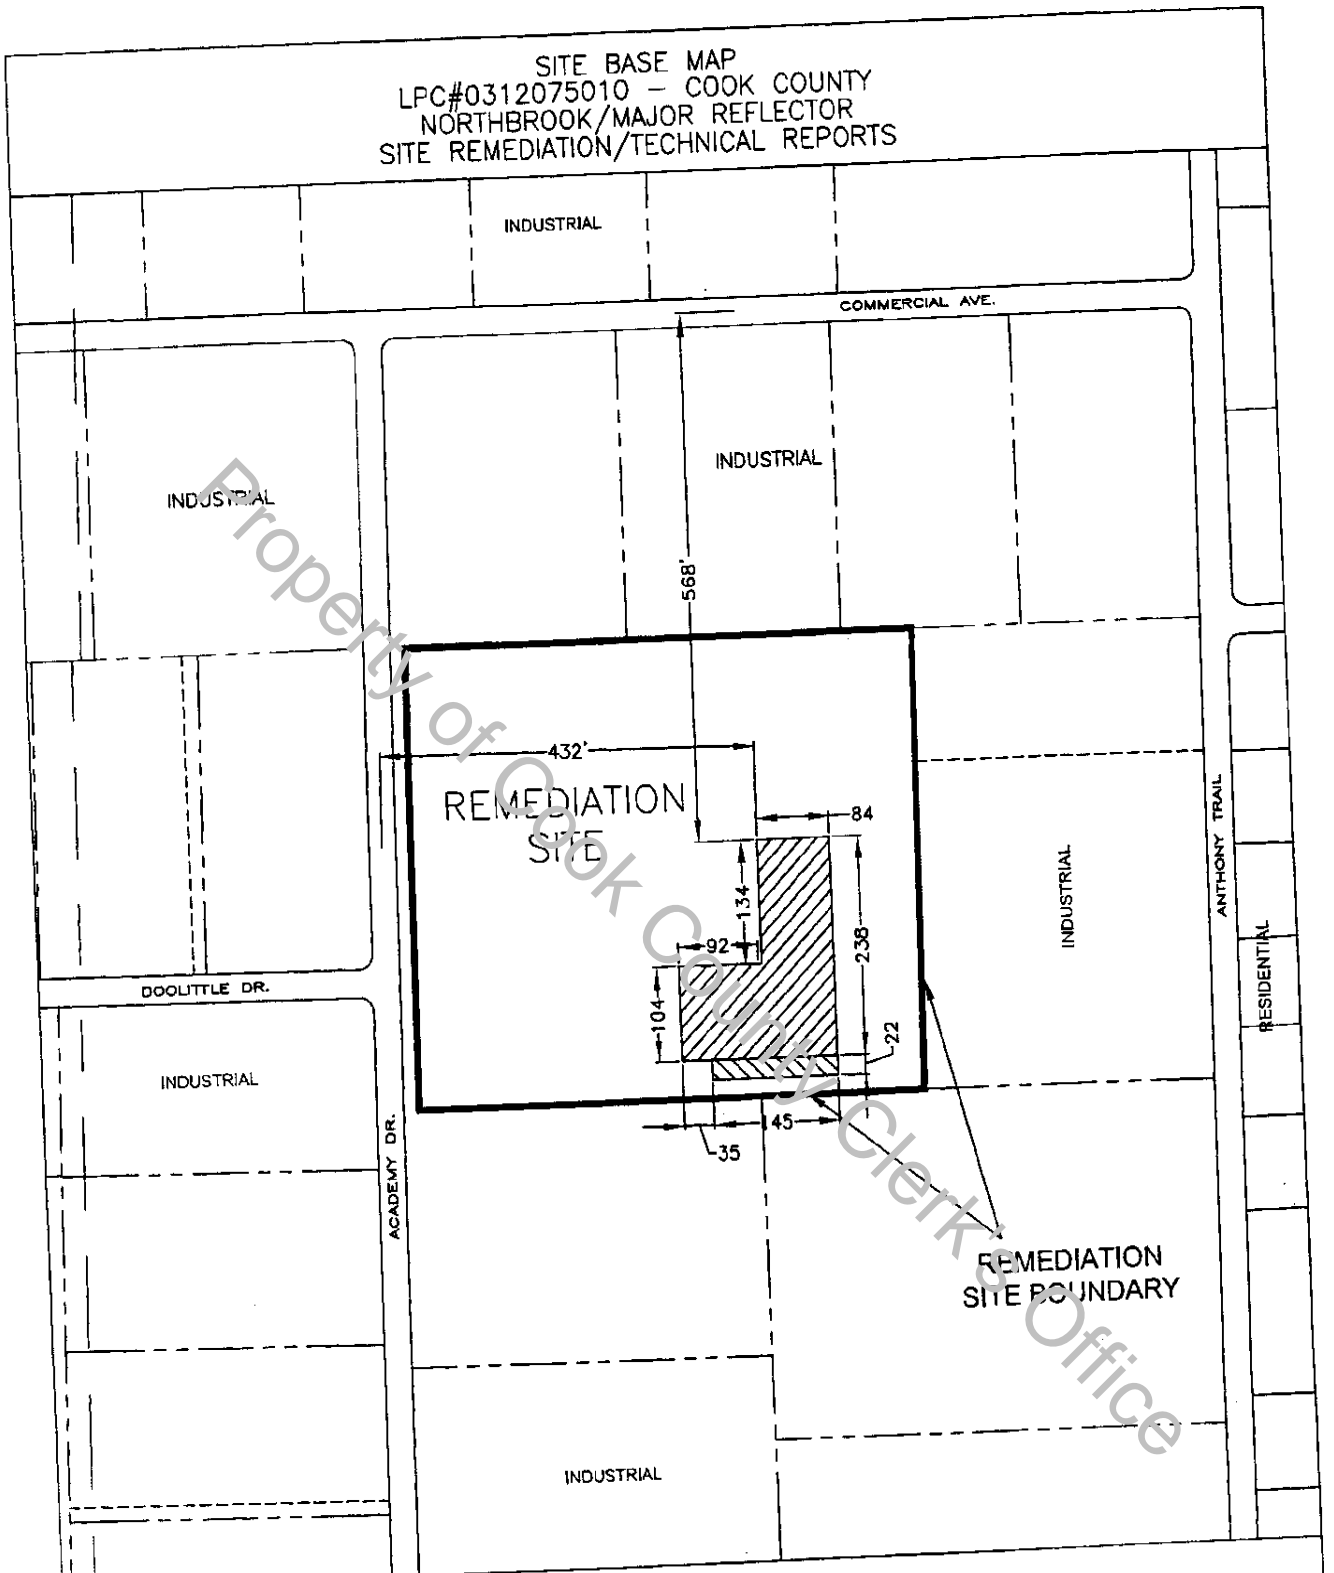 SITE BASE MAP
LPC#0312075010 – COOK COUNTY
NORTHBROOK/MAJOR REFLECTOR
SITE REMEDIATION/TECHNICAL REPORTS
INDUSTRIAL
COMMERCIAL AVE.
INDUSTRIAL
INDUSTRIAL
568'
432'
REMEDIATION
SITE
84
134
92
238
104
22
145
35
INDUSTRIAL
ANTHONY TRAIL
RESIDENTIAL
DOOLITTLE DR.
INDUSTRIAL
ACADEMY DR.
REMEDIATION
SITE BOUNDARY
INDUSTRIAL
Property of Cook County Clerk's Office